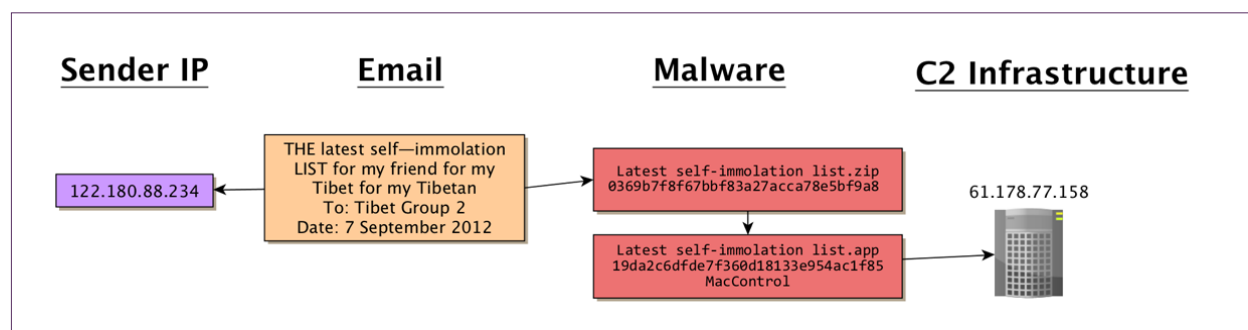 Sender IP
Email
Malware
C2 Infrastructure
122.180.88.234
THE latest self—immolation
LIST for my friend for my
Tibet for my Tibetan
To: Tibet Group 2
Date: 7 September 2012
Latest self-immolation list.zip
0369b7f8f67bbf83a27acca78e5bf9a8
Latest self-immolation list.app
19da2c6dfde7f360d18133e954ac1f85
MacControl
61.178.77.158